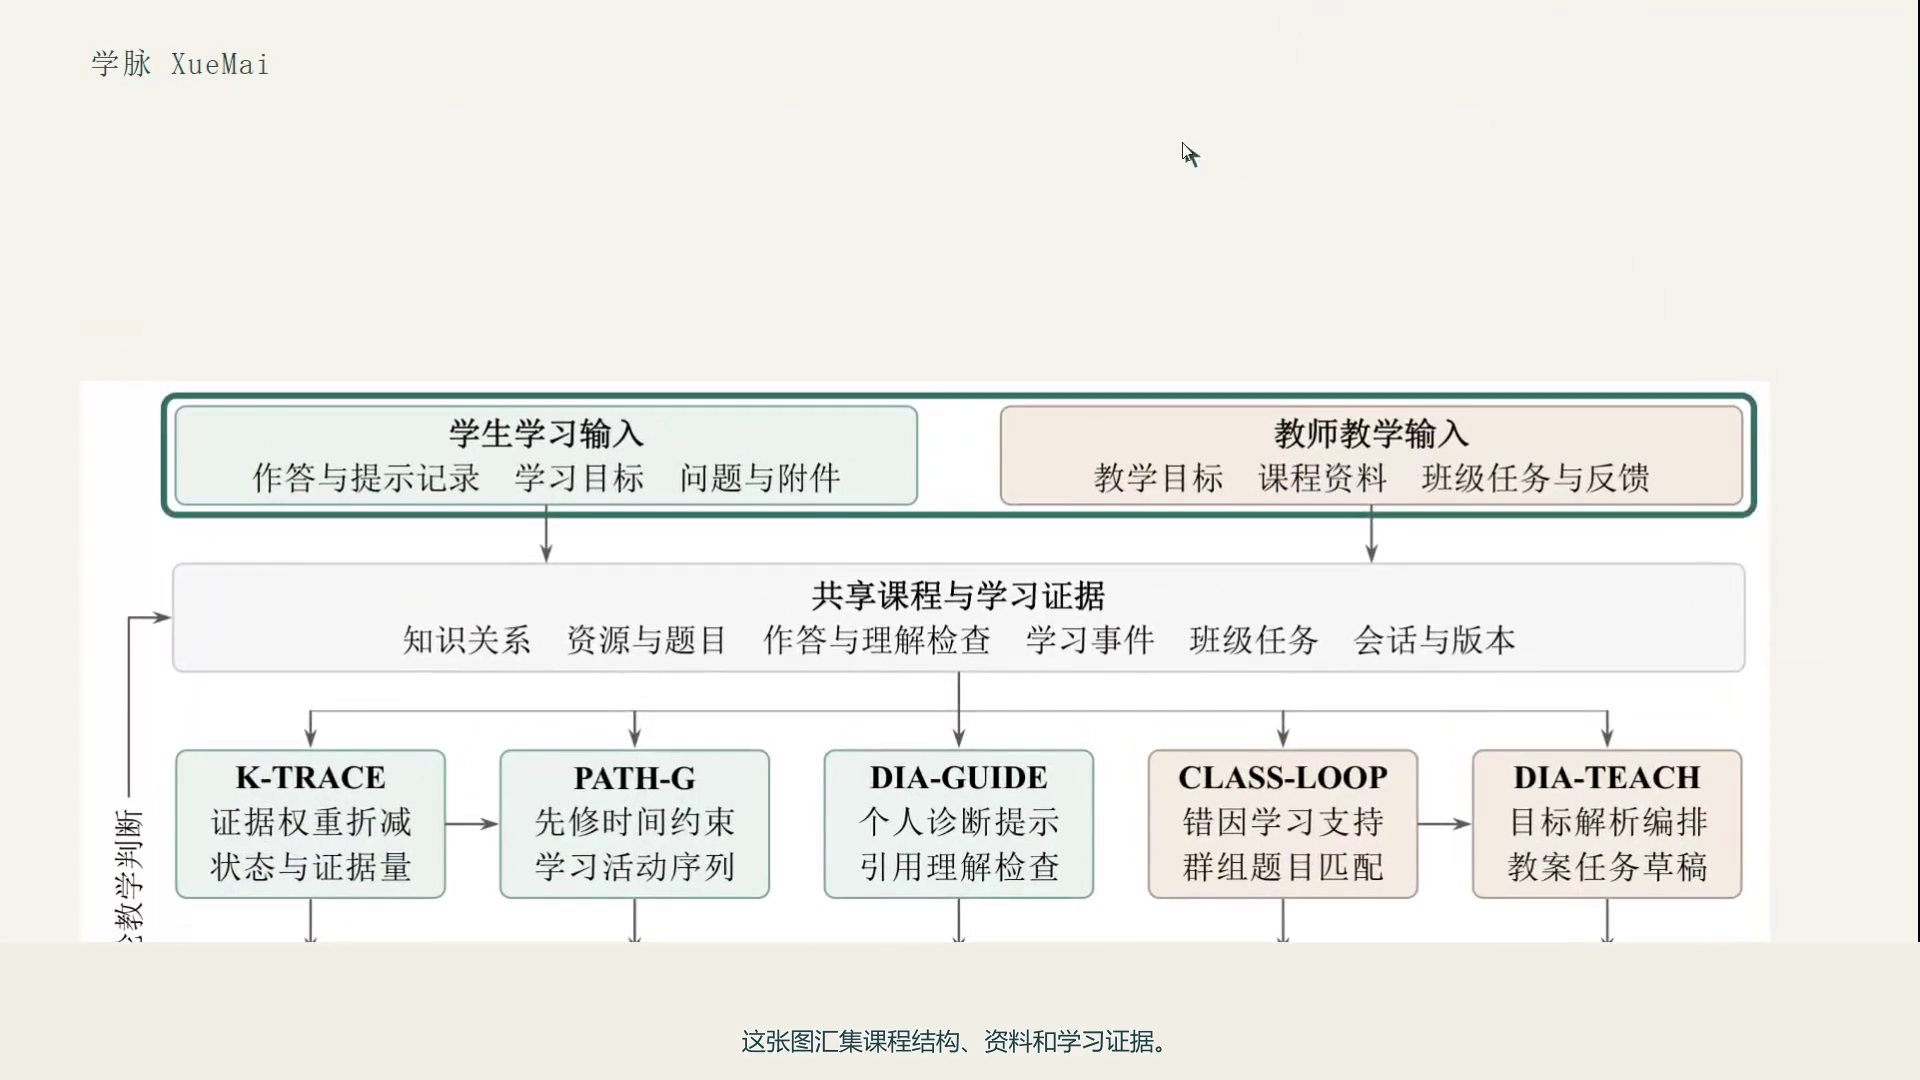 学脉 XueMai
学生学习输入
作答与提示记录 学习目标 问题与附件
教师教学输入
教学目标 课程资料 班级任务与反馈
共享课程与学习证据
知识关系 资源与题目 作答与理解检查 学习事件 班级任务 会话与版本
K-TRACE
证据权重折减
状态与证据量
PATH-G
先修时间约束
学习活动序列
DIA-GUIDE
个人诊断提示
引用理解检查
CLASS-LOOP
错因学习支持
群组题目匹配
DIA-TEACH
目标解析编排
教案任务草稿
教学判断
这张图汇集课程结构、资料和学习证据。